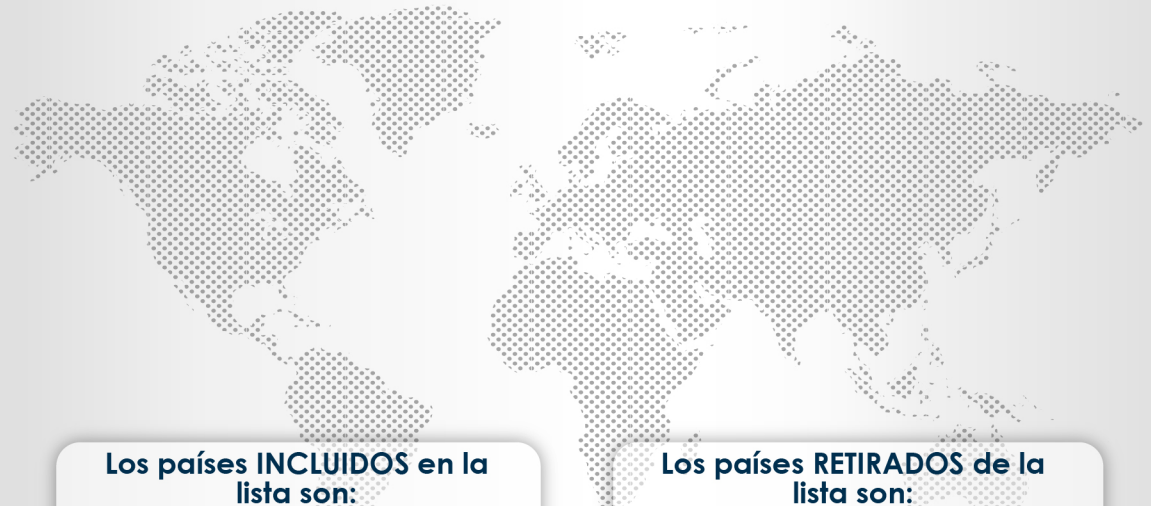 Los países INCLUIDOS en la
lista son:
Los países RETIRADOS de la
lista son: